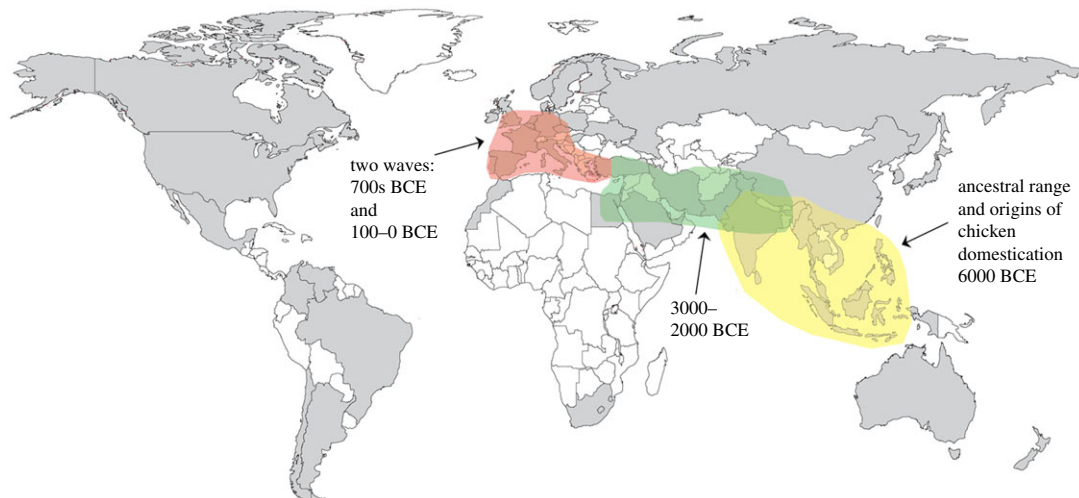 two waves:
700s BCE
and
100–0 BCE
3000–
2000 BCE
ancestral range
and origins of
chicken
domestication
6000 BCE